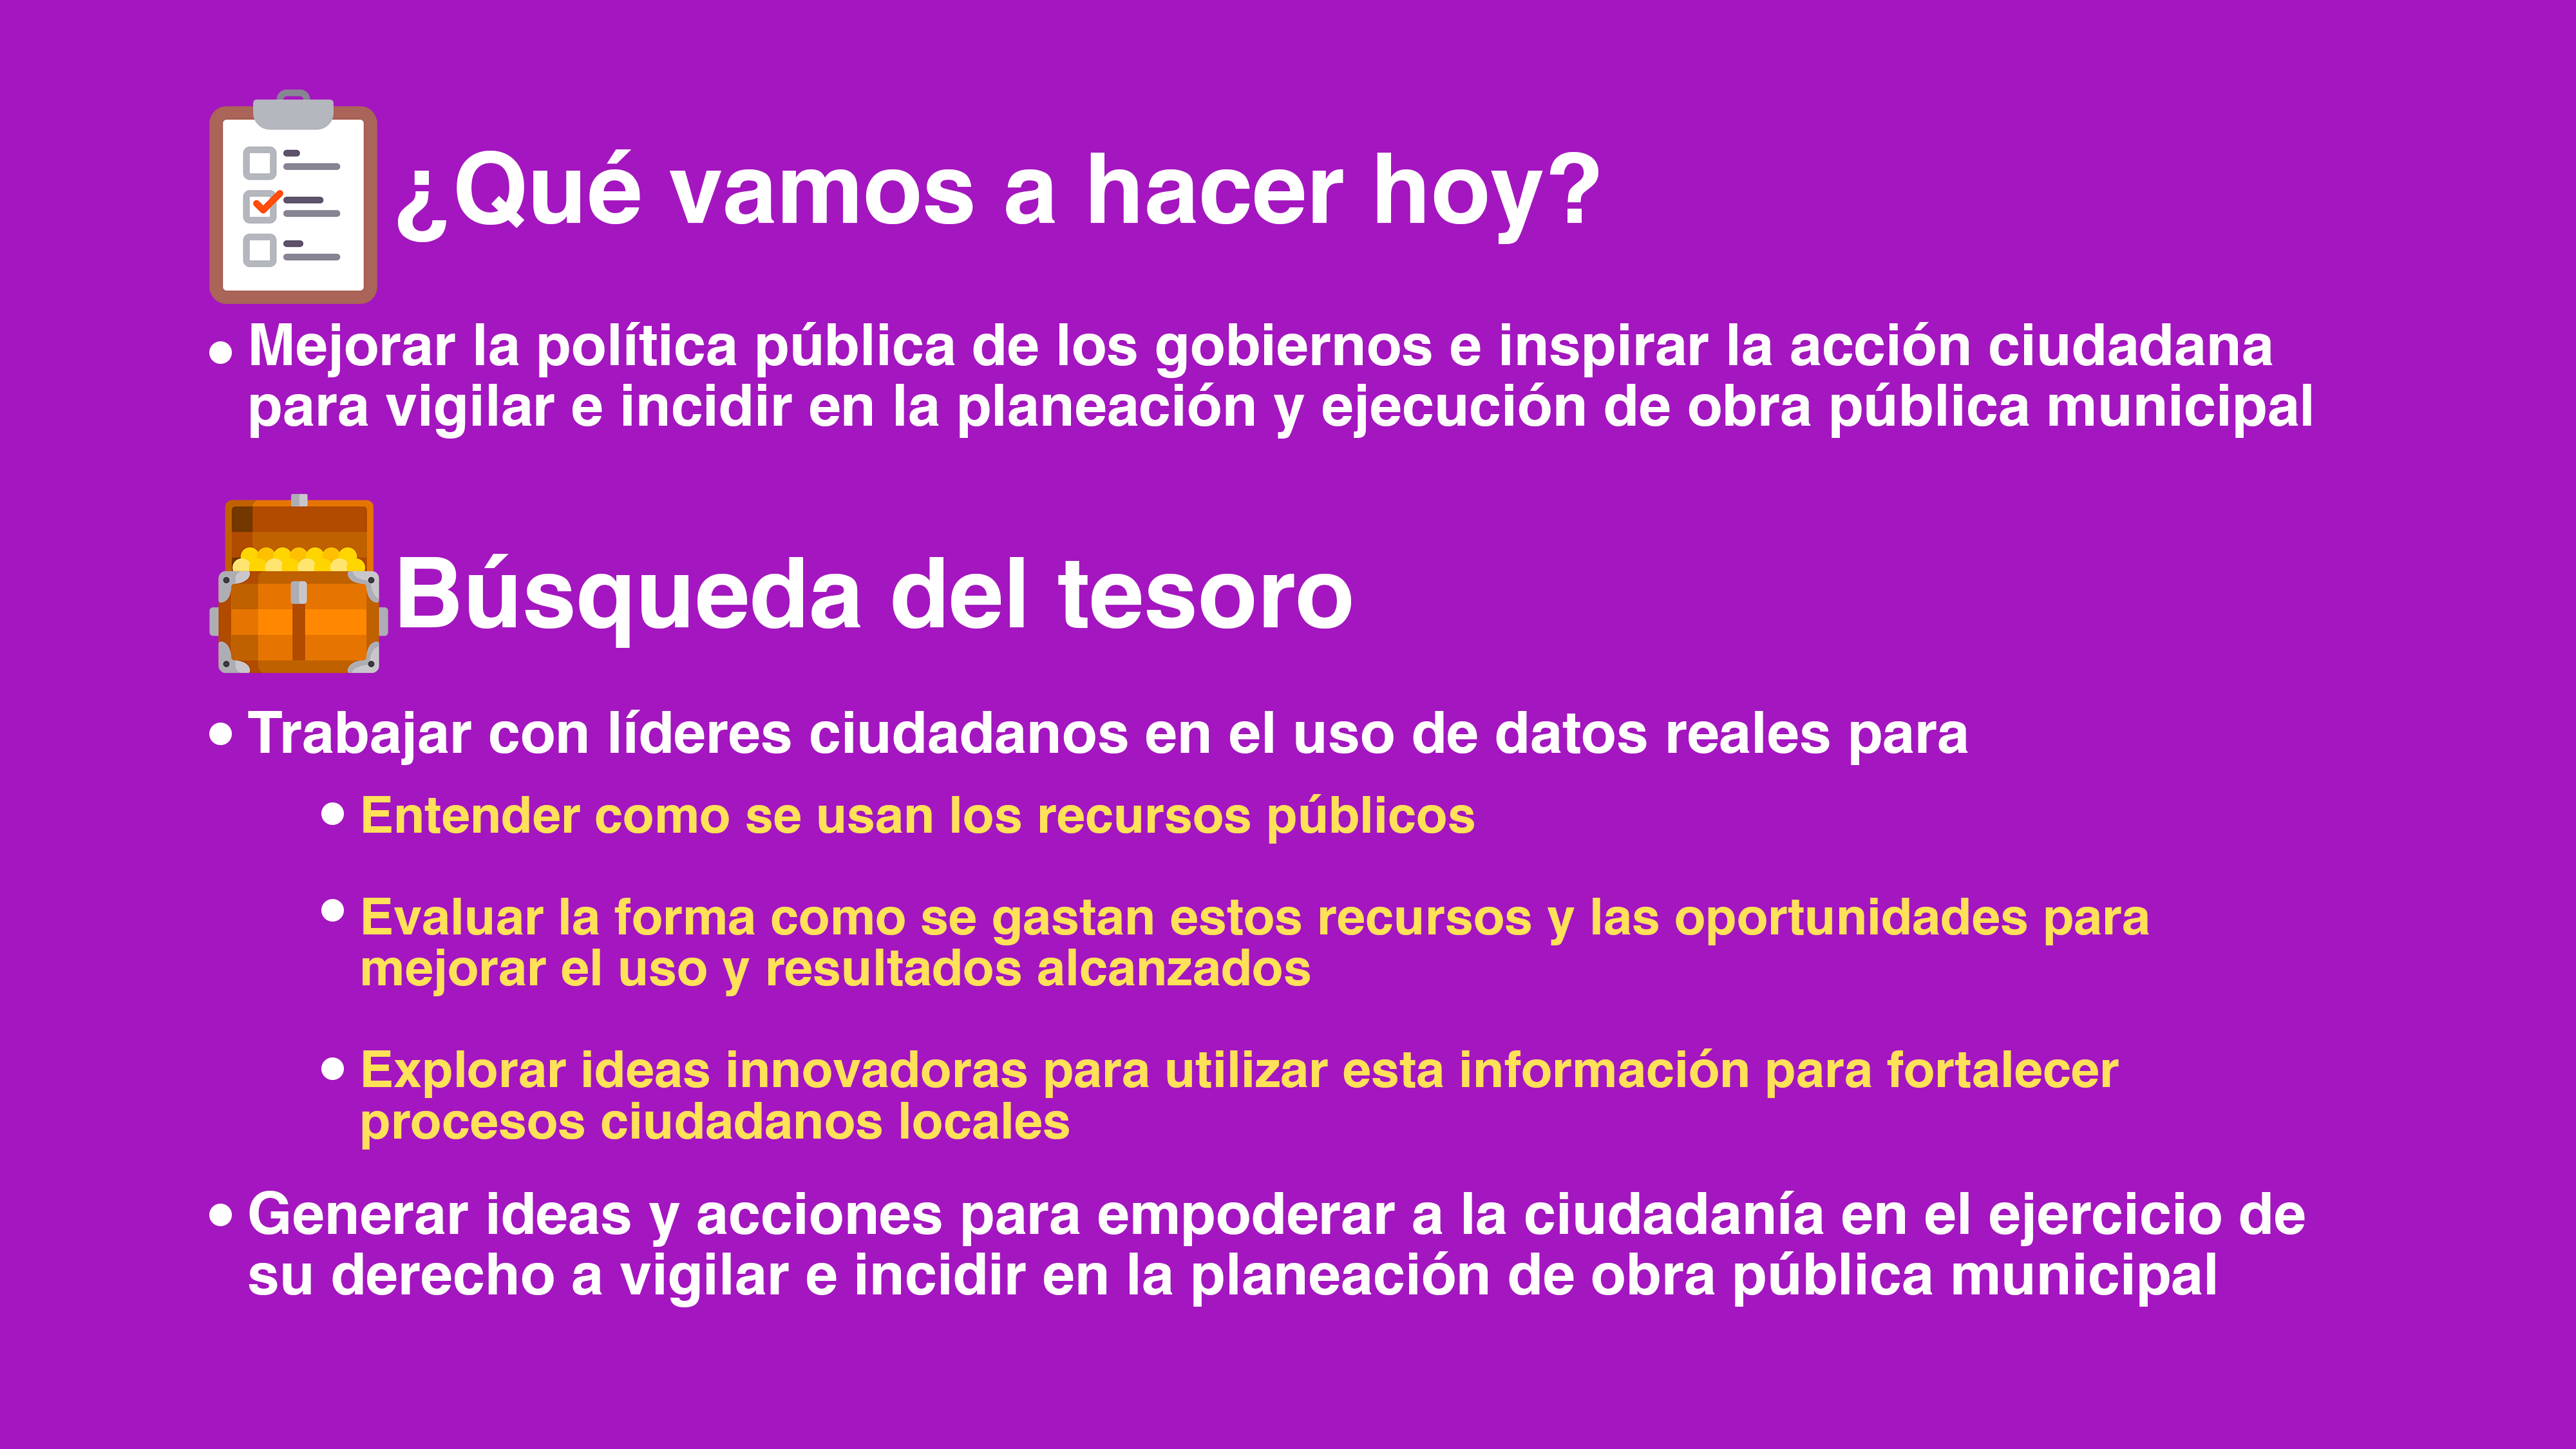 ¿Qué vamos a hacer hoy?
• Mejorar la política pública de los gobiernos e inspirar la acción ciudadana
para vigilar e incidir en la planeación y ejecución de obra pública municipal
Búsqueda del tesoro
• Trabajar con líderes ciudadanos en el uso de datos reales para
• Entender como se usan los recursos públicos
• Evaluar la forma como se gastan estos recursos y las oportunidades para
mejorar el uso y resultados alcanzados
• Explorar ideas innovadoras para utilizar esta información para fortalecer
procesos ciudadanos locales
• Generar ideas y acciones para empoderar a la ciudadanía en el ejercicio de
su derecho a vigilar e incidir en la planeación de obra pública municipal